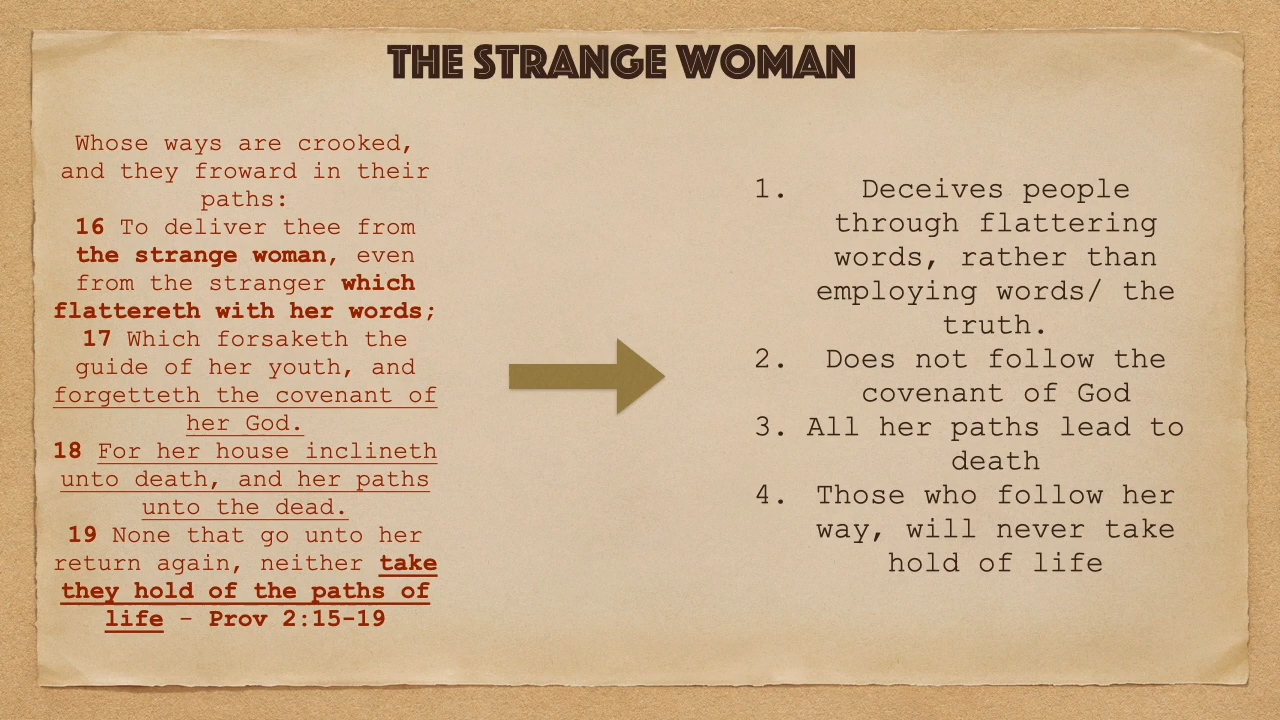 THE STRANGE WOMAN
Whose ways are crooked,
and they froward in their
paths:
16 To deliver thee from
the strange woman, even
from the stranger which
flattereth with her words;
17 Which forsaketh the
guide of her youth, and
forgetteth the covenant of
her God.
18 For her house inclineth
unto death, and her paths
unto the dead.
19 None that go unto her
return again, neither take
they hold of the paths of
life - Prov 2:15-19
1. Deceives people
through flattering
words, rather than
employing words/ the
truth.
2. Does not follow the
covenant of God
3. All her paths lead to
death
4. Those who follow her
way, will never take
hold of life